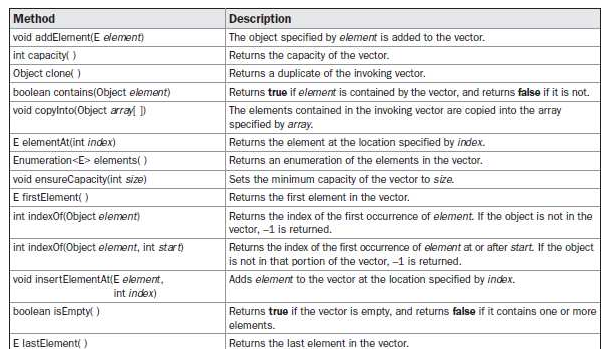 Method Description
void addElement(E element) The object specified by element is added to the vector.
int capacity( ) Returns the capacity of the vector.
Object clone( ) Returns a duplicate of the invoking vector.
boolean contains(Object element) Returns true if element is contained by the vector, and returns false if it is not.
void copyInto(Object array[ ]) The elements contained in the invoking vector are copied into the array
specified by array.
E elementAt(int index) Returns the element at the location specified by index.
Enumeration<E> elements( ) Returns an enumeration of the elements in the vector.
void ensureCapacity(int size) Sets the minimum capacity of the vector to size.
E firstElement( ) Returns the first element in the vector.
int indexOf(Object element) Returns the index of the first occurrence of element. If the object is not in the
vector, –1 is returned.
int indexOf(Object element, int start) Returns the index of the first occurrence of element at or after start. If the object
is not in that portion of the vector, –1 is returned.
void insertElementAt(E element, Adds element to the vector at the location specified by index.
int index)
boolean isEmpty( ) Returns true if the vector is empty, and returns false if it contains one or more
elements.
E lastElement( ) Returns the last element in the vector.